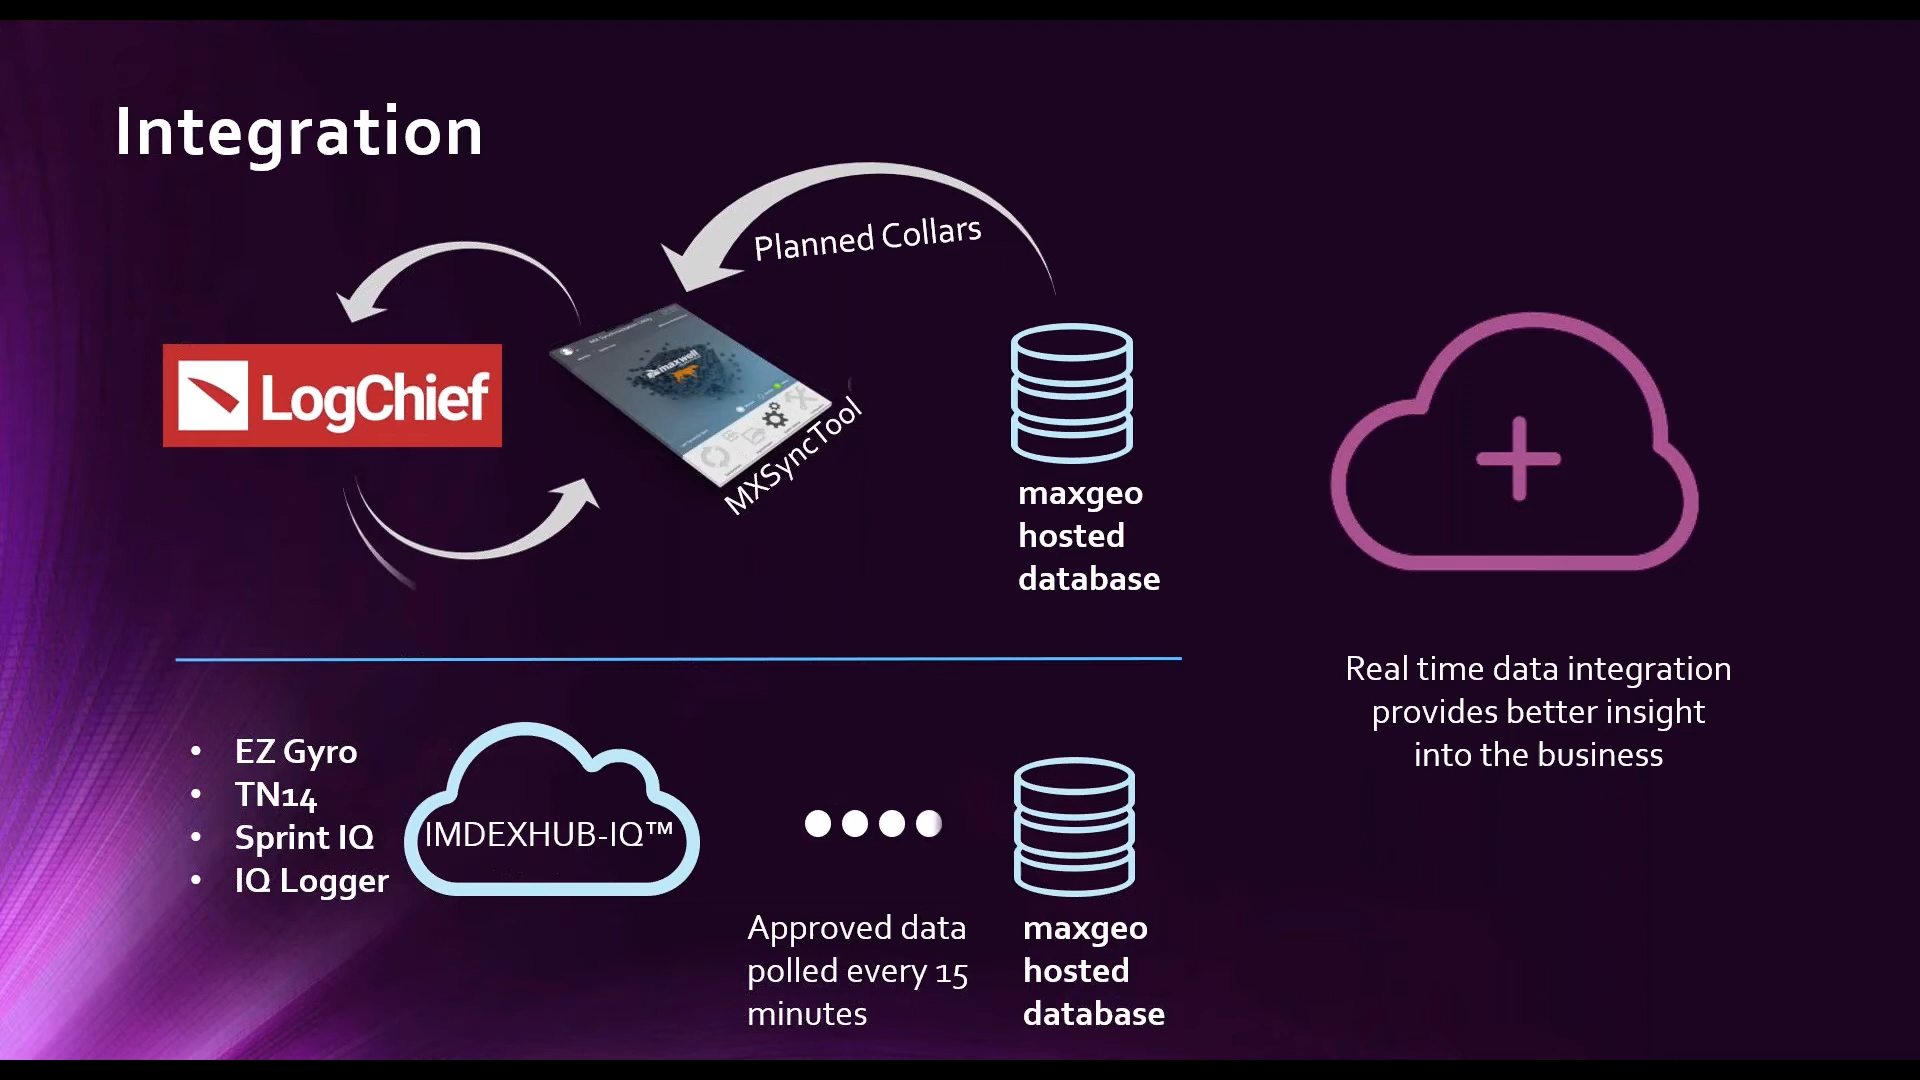 Integration
Planned Collars
LogChief
maxwell
MXSyncTool
maxgeo
hosted
database
Real time data integration
provides better insight
into the business
• EZ Gyro
• TN14
• Sprint IQ
• IQ Logger
IMDEXHUB-IQ™
Approved data
polled every 15
minutes
maxgeo
hosted
database